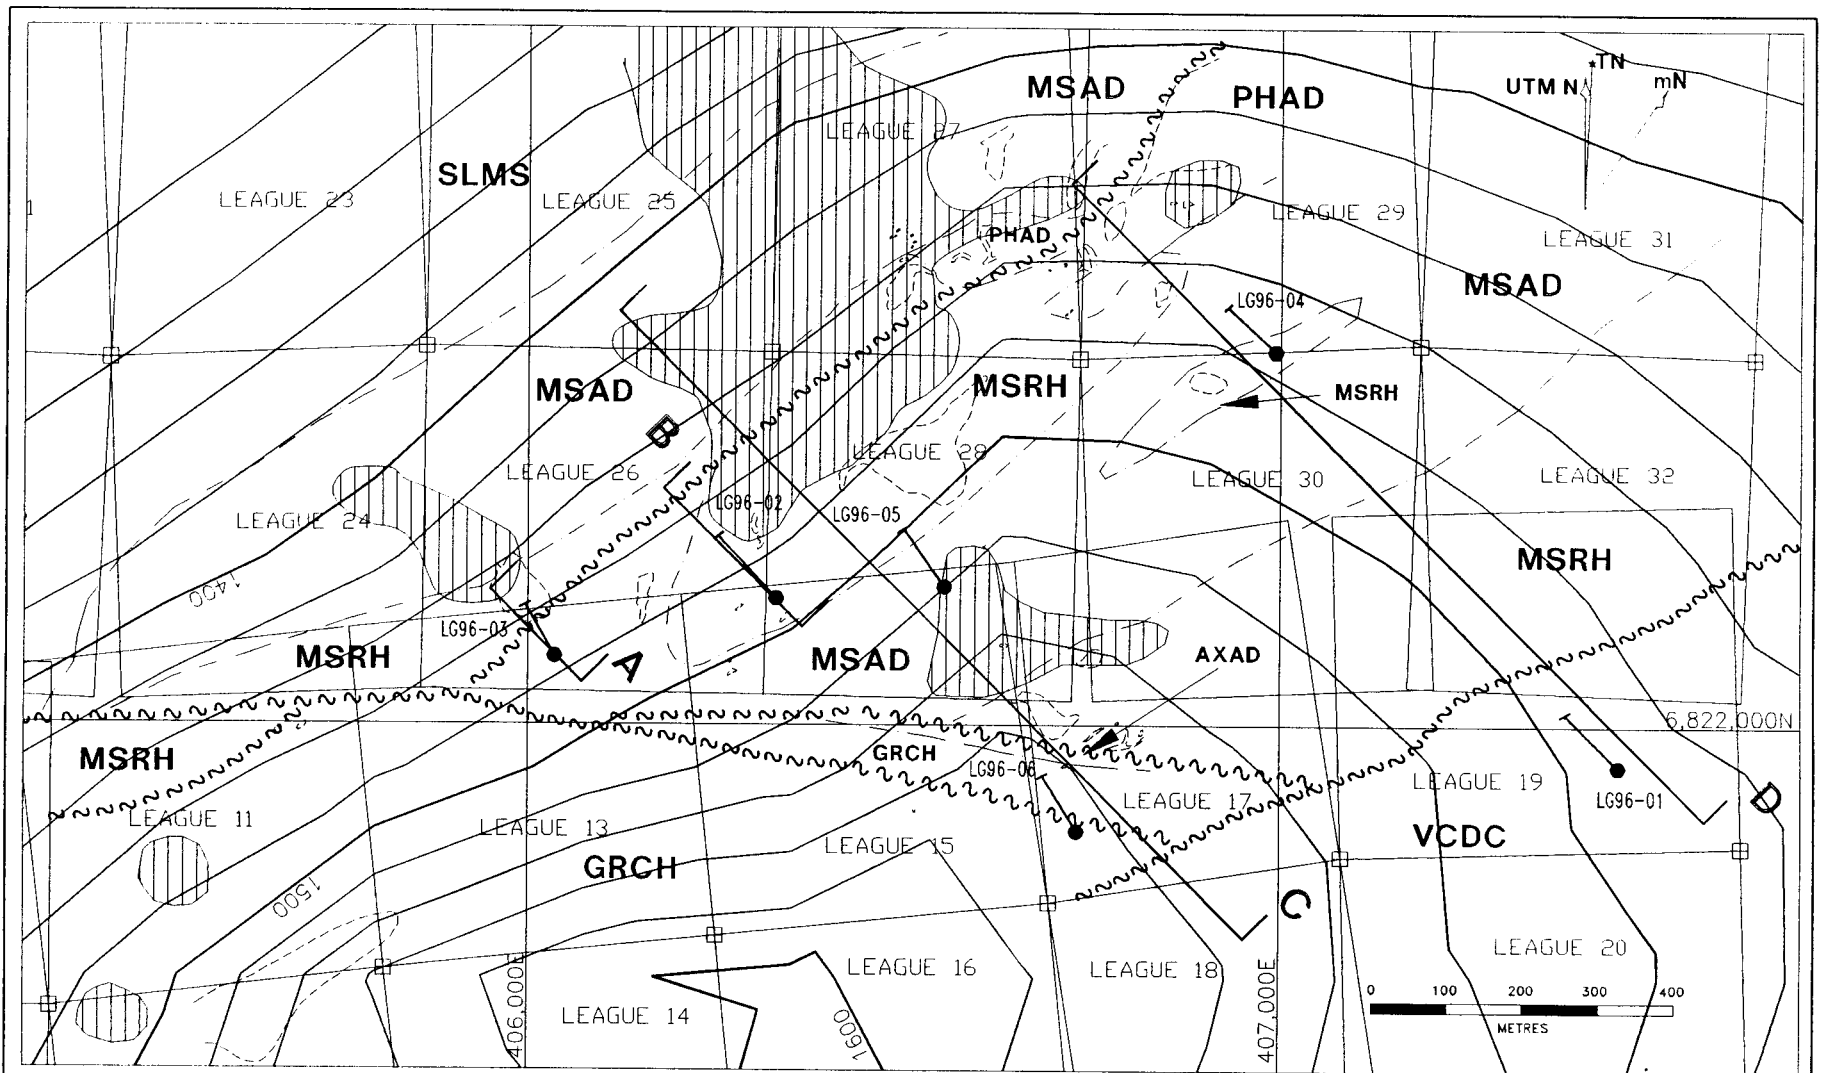 MSAD
PHAD
TN
UTM N
mN
LEAGUE 27
SLMS
LEAGUE 23
LEAGUE 25
1
LEAGUE 29
PHAD
LEAGUE 31
MSAD
LG96-04
MSAD
MSRH
MSRH
B
LEAGUE 28
LEAGUE 26
LEAGUE 30
LEAGUE 32
LG96-02
LG96-05
LEAGUE 24
MSRH
1400
LG96-03
MSRH
A
MSAD
AXAD
6,822,000N
MSRH
GRCH
LG96-06
LEAGUE 19
LEAGUE 17
LG96-01
D
LEAGUE 11
LEAGUE 13
VCDC
LEAGUE 15
GRCH
1500
C
LEAGUE 20
LEAGUE 16
LEAGUE 18
406,000E
407,000E
0 100 200 300 400
METRES
LEAGUE 14
1600